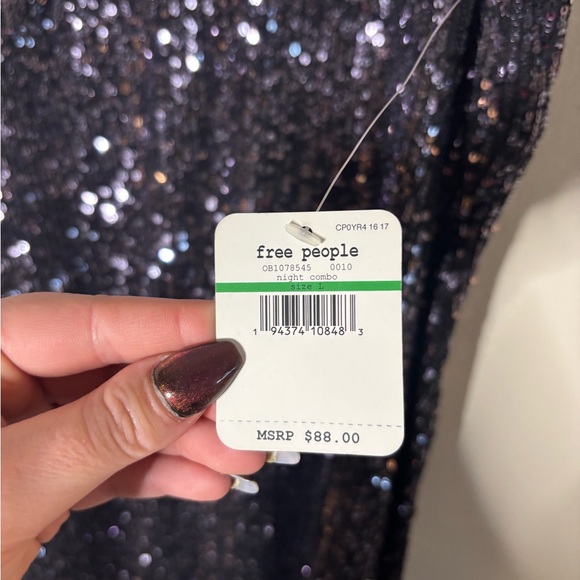 CP0YR4 16 17
free people
OB1078545 0010
night combo
size L
1 94374 10848 3
MSRP $88.00